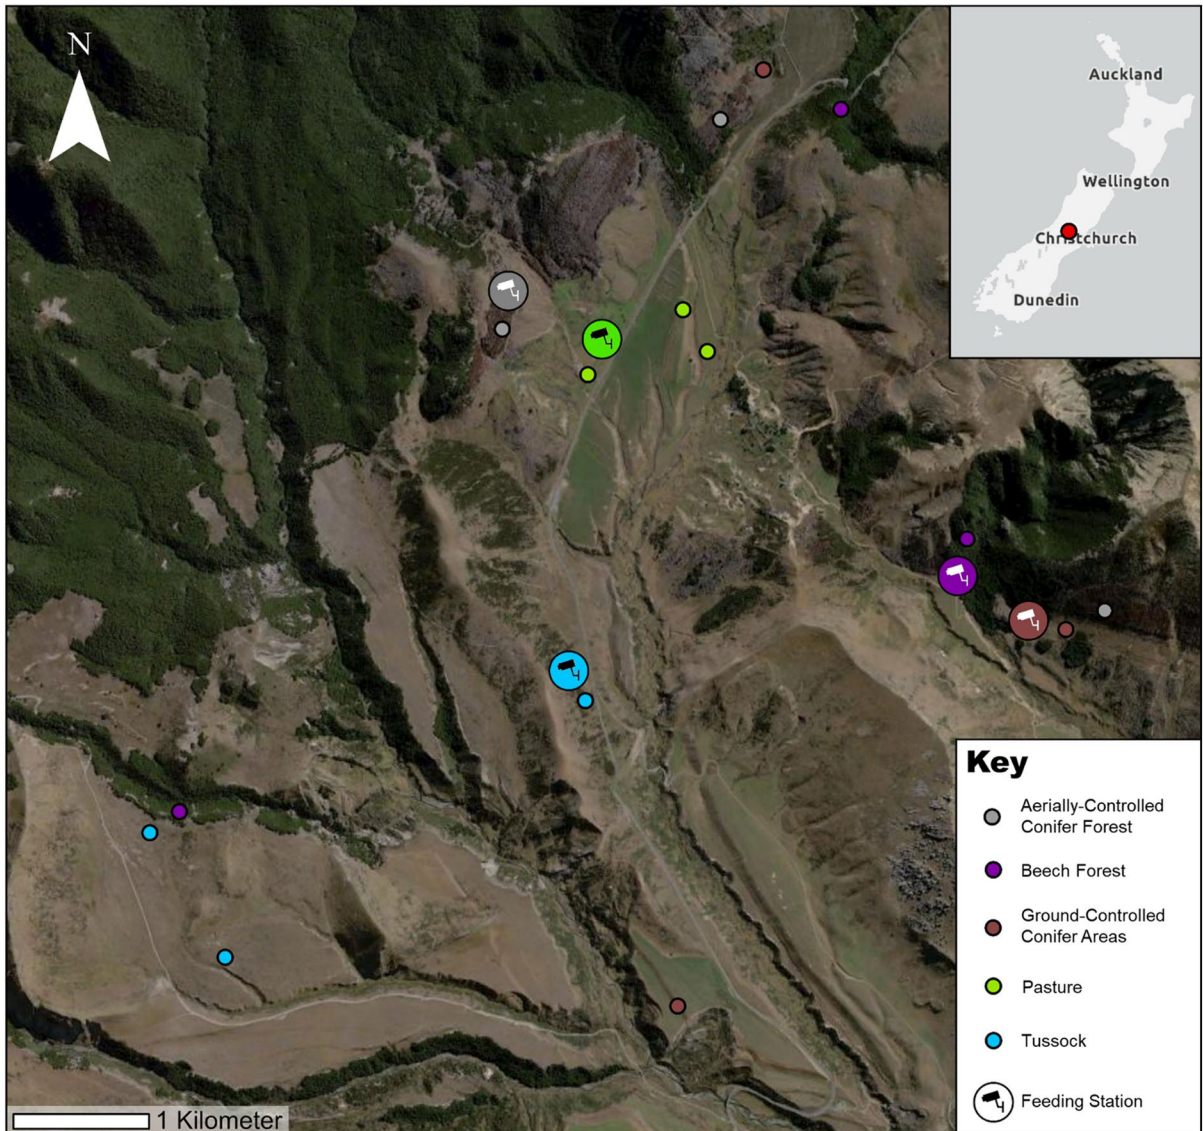 N
Auckland
Wellington
Christchurch
Dunedin
Key
Aerially-Controlled
Conifer Forest
Beech Forest
Ground-Controlled
Conifer Areas
Pasture
Tussock
Feeding Station
1 Kilometer